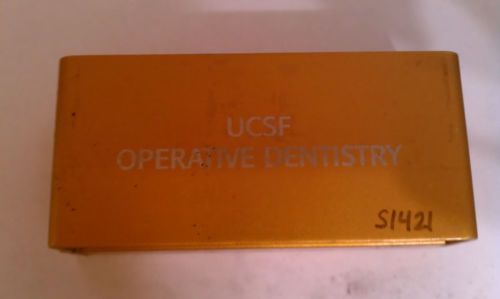 UCSF
OPERATIVE DENTISTRY
S1421